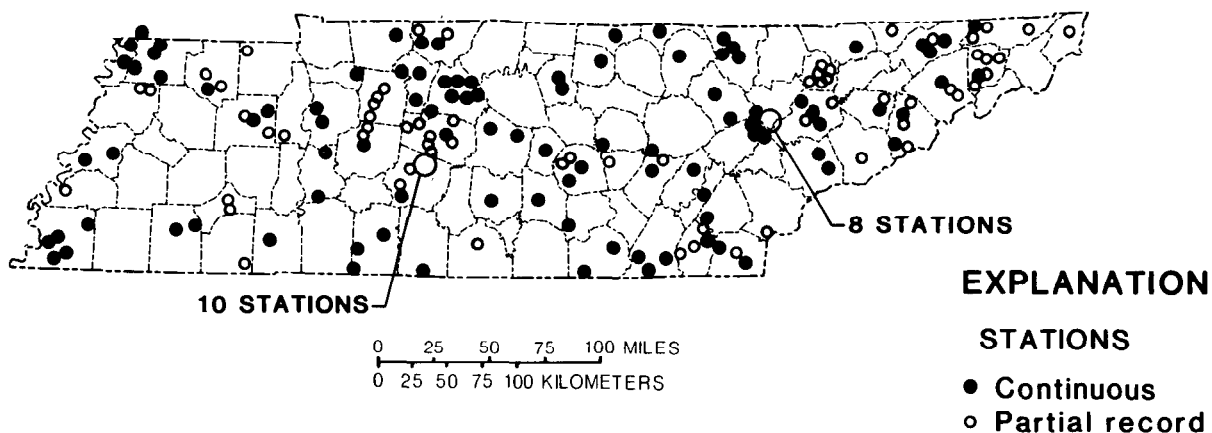 8 STATIONS
10 STATIONS
EXPLANATION
STATIONS
Continuous
Partial record
0 25 50 75 100 MILES
0 25 50 75 100 KILOMETERS